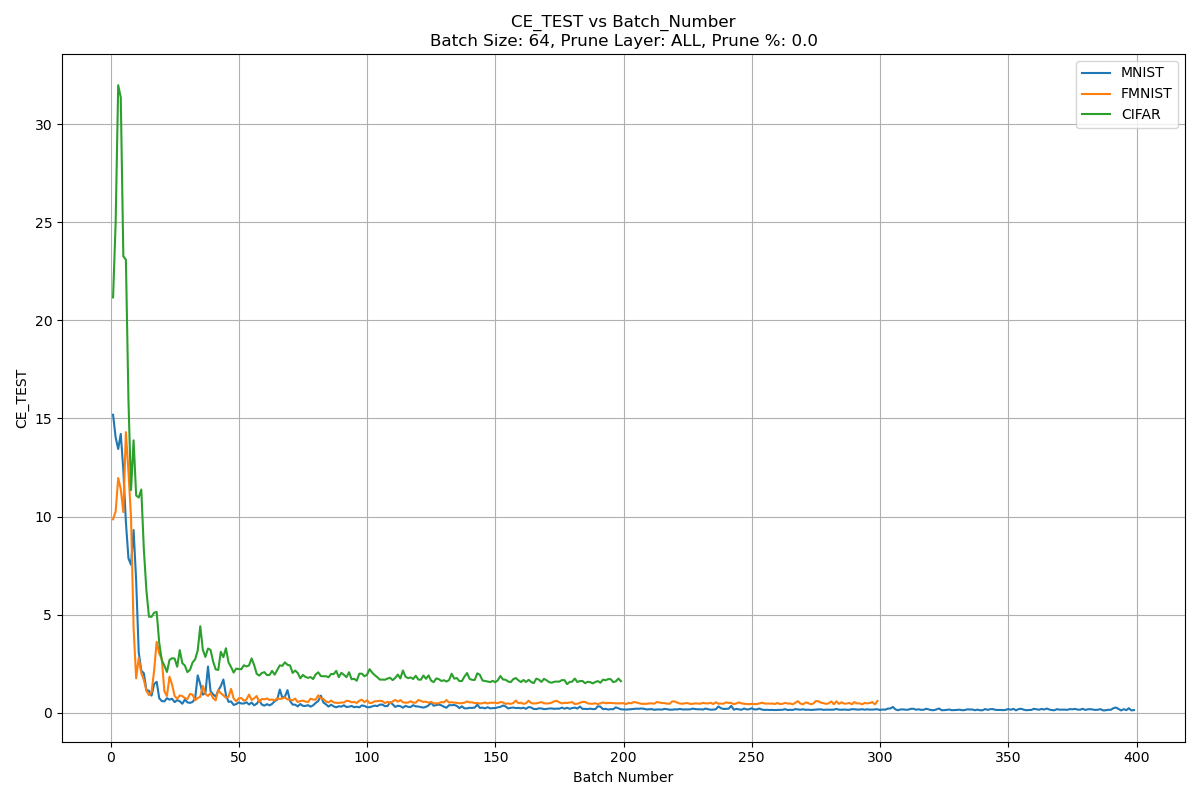 CE_TEST vs Batch_Number
Batch Size: 64, Prune Layer: ALL, Prune %: 0.0
MNIST
FMNIST
CIFAR
CE_TEST
30
25
20
15
10
5
0
0 50 100 150 200 250 300 350 400
Batch Number